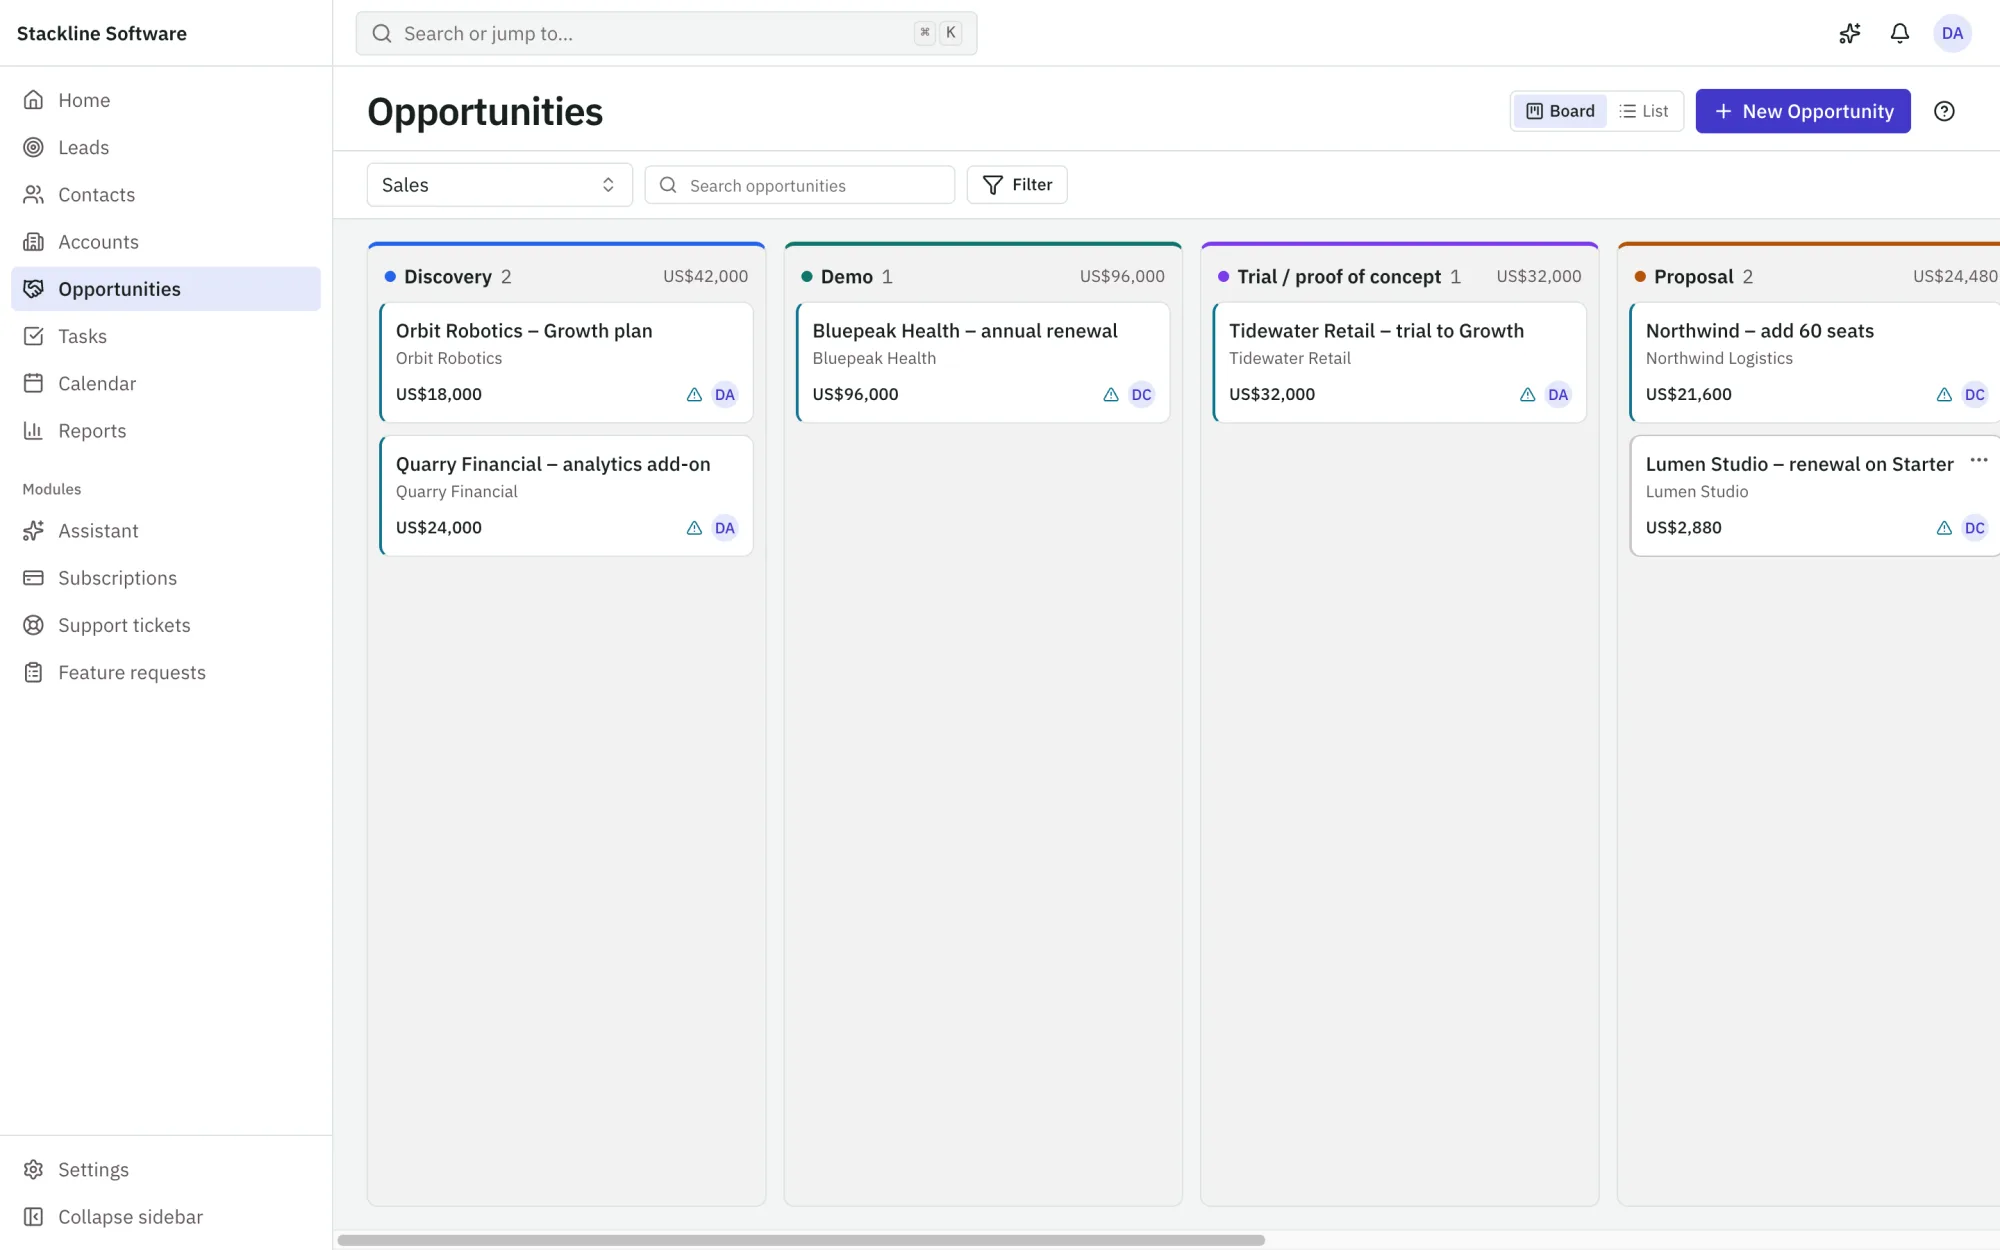 Stackline Software
Search or jump to...
⌘ K
DA
Home
Leads
Contacts
Accounts
Opportunities
Tasks
Calendar
Reports
Modules
Assistant
Subscriptions
Support tickets
Feature requests
Settings
Collapse sidebar
Opportunities
Board
List
New Opportunity
Sales
Search opportunities
Filter
Discovery 2 US$42,000
Orbit Robotics – Growth plan
Orbit Robotics
US$18,000 DA
Quarry Financial – analytics add-on
Quarry Financial
US$24,000 DA
Demo 1 US$96,000
Bluepeak Health – annual renewal
Bluepeak Health
US$96,000 DC
Trial / proof of concept 1 US$32,000
Tidewater Retail – trial to Growth
Tidewater Retail
US$32,000 DA
Proposal 2 US$24,480
Northwind – add 60 seats
Northwind Logistics
US$21,600 DC
Lumen Studio – renewal on Starter
Lumen Studio
US$2,880 DC